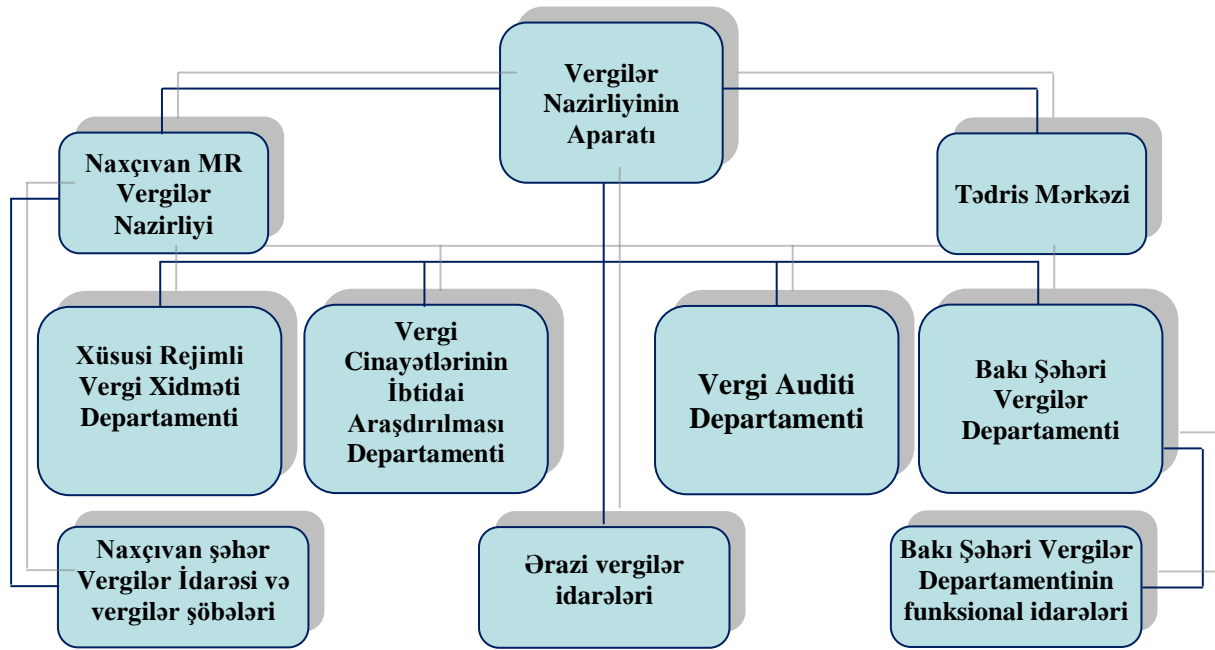 Vergilər
Nazirliyinin
Aparatı
Naxçıvan MR
Vergilər
Nazirliyi
Tədris Mərkəzi
Xüsusi Rejimli
Vergi Xidməti
Departamenti
Vergi
Cinayətlərinin
İbtidai
Araşdırılması
Departamenti
Vergi Auditi
Departamenti
Bakı Şəhəri
Vergilər
Departamenti
Naxçıvan şəhər
Vergilər İdarəsi və
vergilər şöbələri
Ərazi vergilər
idarələri
Bakı Şəhəri Vergilər
Departamentinin
funksional idarələri